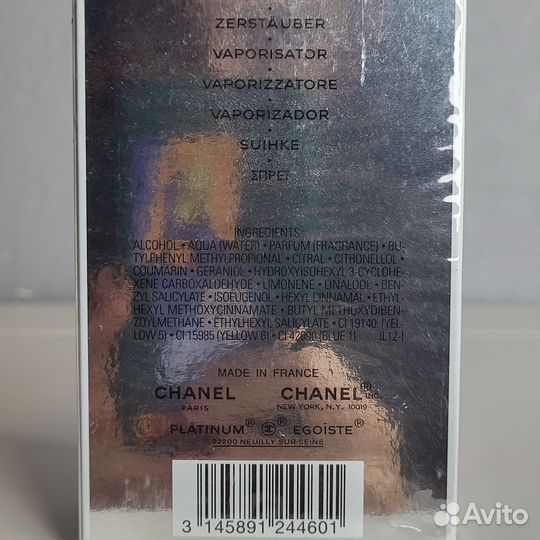 ZERSTÄUBER
VAPORISATOR
VAPORIZZATORE
VAPORIZADOR
SUIHKE
ΣΠΡΕΪ
INGREDIENTS
ALCOHOL • AQUA (WATER) • PARFUM (FRAGRANCE) • BU-
TYLPHENYL METHYLPROPIONAL • CITRAL • CITRONELLOL •
COUMARIN • GERANIOL • HYDROXYISOHEXYL 3-CYCLOHE-
XENE CARBOXALDEHYDE • LIMONENE • LINALOOL • BEN-
ZYL SALICYLATE • ISOEUGENOL • HEXYL CINNAMAL • ETHYL-
HEXYL METHOXYCINNAMATE • BUTYL METHOXYDIBEN-
ZOYLMETHANE • ETHYLHEXYL SALICYLATE • CI 19140 (YEL-
LOW 5) • CI 15985 (YELLOW 6) • CI 42090 (BLUE 1). IL12-I
MADE IN FRANCE
CHANEL CHANEL® INC.
PARIS NEW YORK, N.Y. 10019
PLATINUM® ® EGOÏSTE®
92200 NEUILLY SUR SEINE
3 145891 244601
Avito